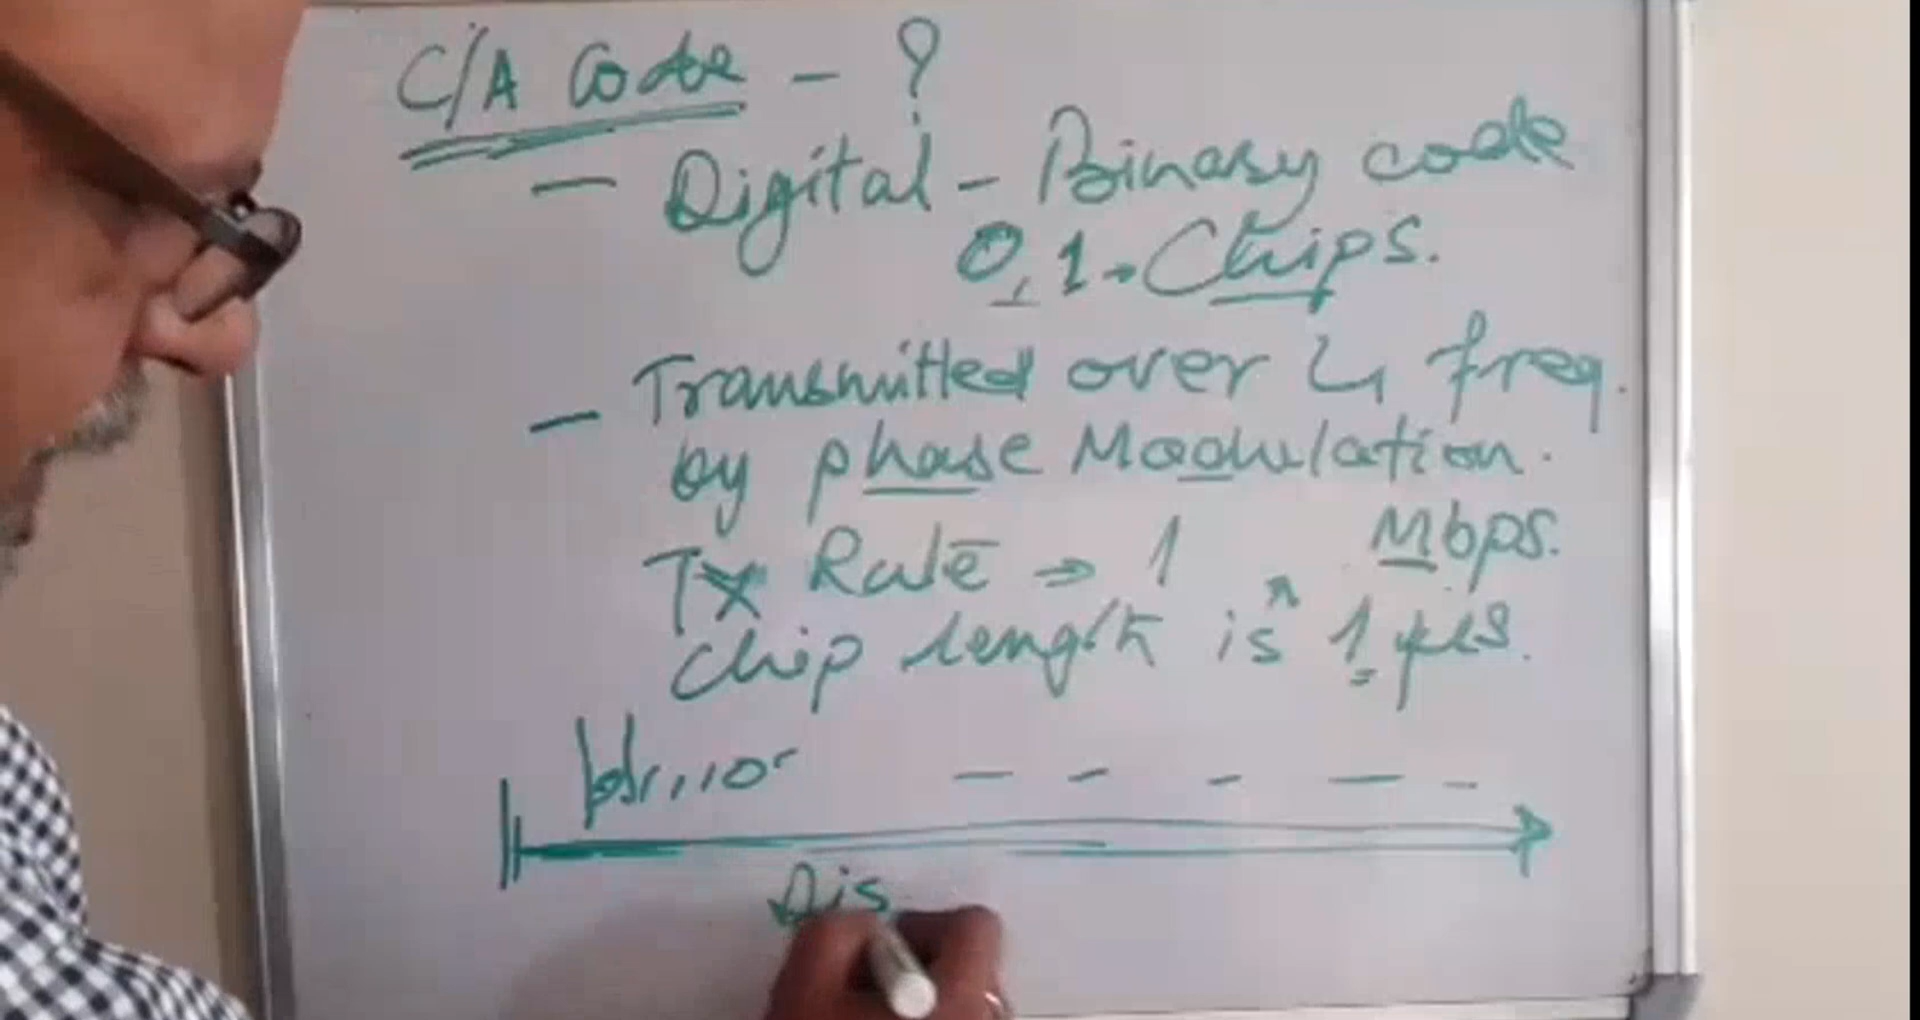 C/A Code - ?
- Digital - Binary code
0, 1 → Chips.
- Transmitted over L1 freq.
by phase Modulation.
Tx Rate → 1 Mbps.
chip length is 1 μs.
Dis